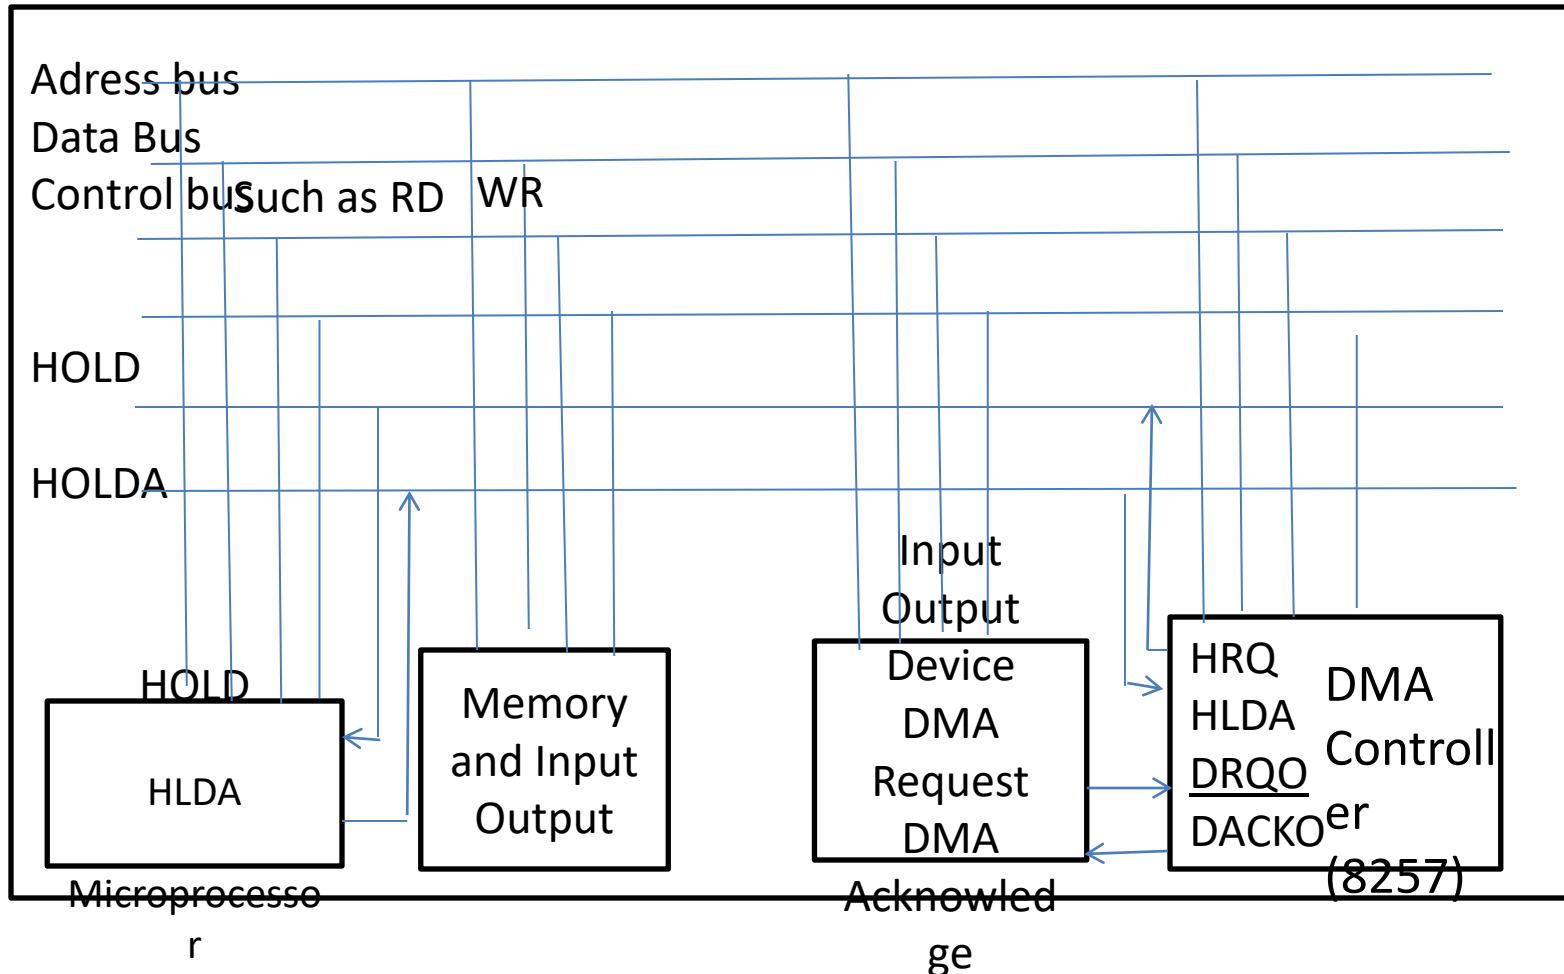 Adress bus
Data Bus
Control bus
Such as RD
WR
HOLD
HOLDA
HOLD
HLDA
Microprocesso
r
Memory
and Input
Output
Input
Output
Device
DMA
Request
DMA
Acknowled
ge
HRQ
HLDA
DRQO
DACKO
DMA
Controll
er
(8257)